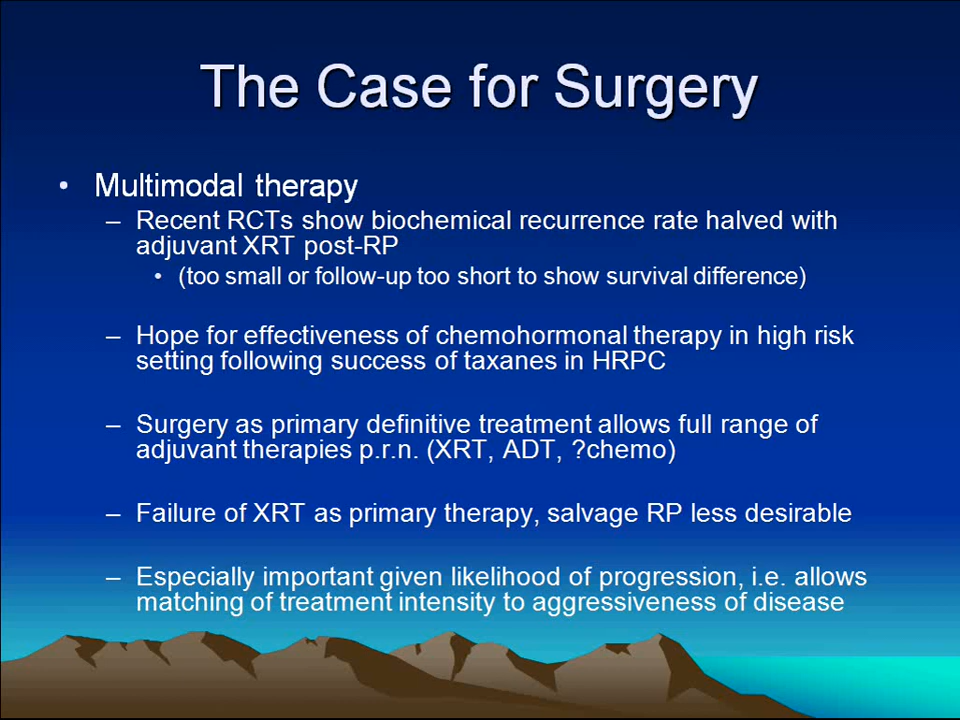 The Case for Surgery
• Multimodal therapy
– Recent RCTs show biochemical recurrence rate halved with
adjuvant XRT post-RP
• (too small or follow-up too short to show survival difference)
– Hope for effectiveness of chemohormonal therapy in high risk
setting following success of taxanes in HRPC
– Surgery as primary definitive treatment allows full range of
adjuvant therapies p.r.n. (XRT, ADT, ?chemo)
– Failure of XRT as primary therapy, salvage RP less desirable
– Especially important given likelihood of progression, i.e. allows
matching of treatment intensity to aggressiveness of disease